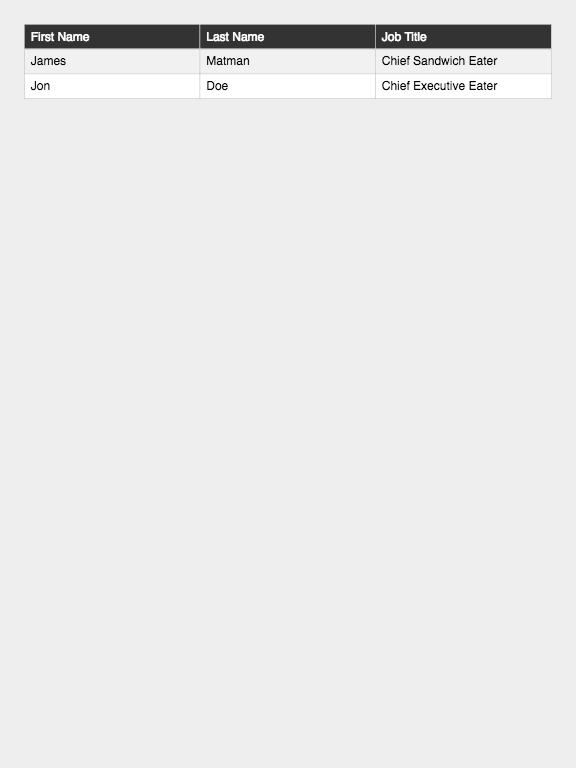 First Name Last Name Job Title
James Matman Chief Sandwich Eater
Jon Doe Chief Executive Eater